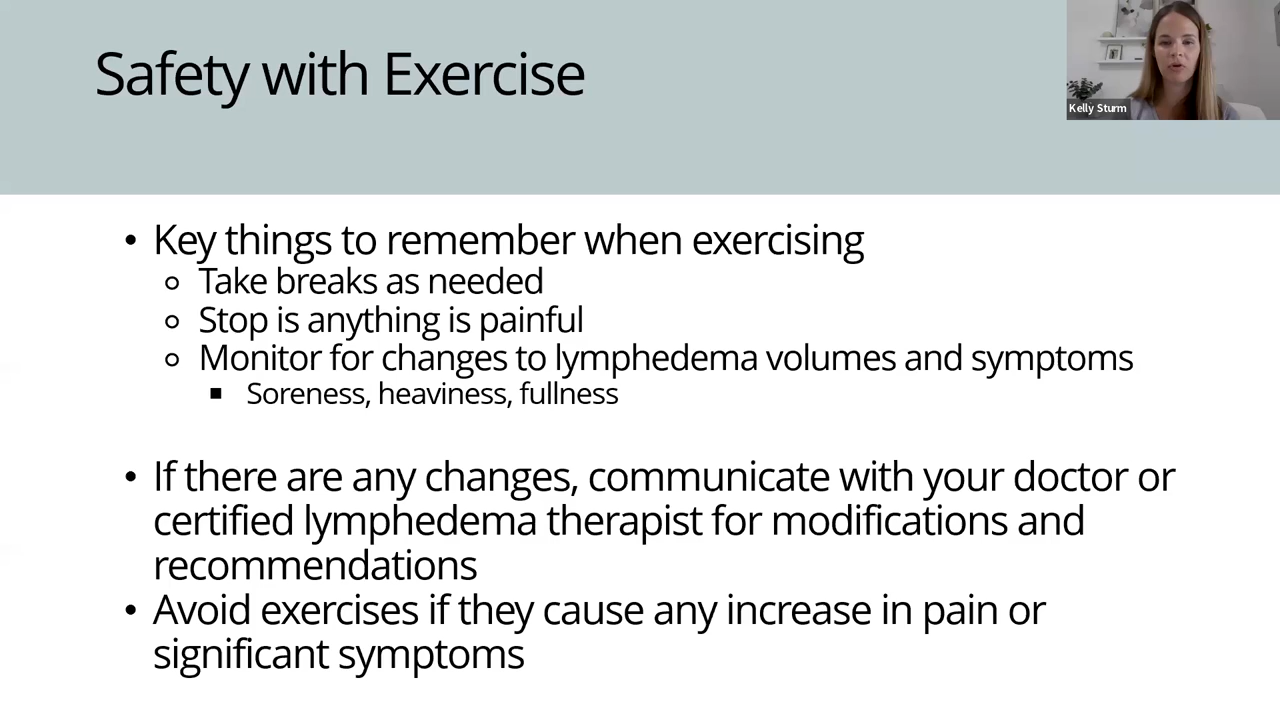 Safety with Exercise
Kelly Sturm
• Key things to remember when exercising
○ Take breaks as needed
○ Stop is anything is painful
○ Monitor for changes to lymphedema volumes and symptoms
■ Soreness, heaviness, fullness
• If there are any changes, communicate with your doctor or
certified lymphedema therapist for modifications and
recommendations
• Avoid exercises if they cause any increase in pain or
significant symptoms